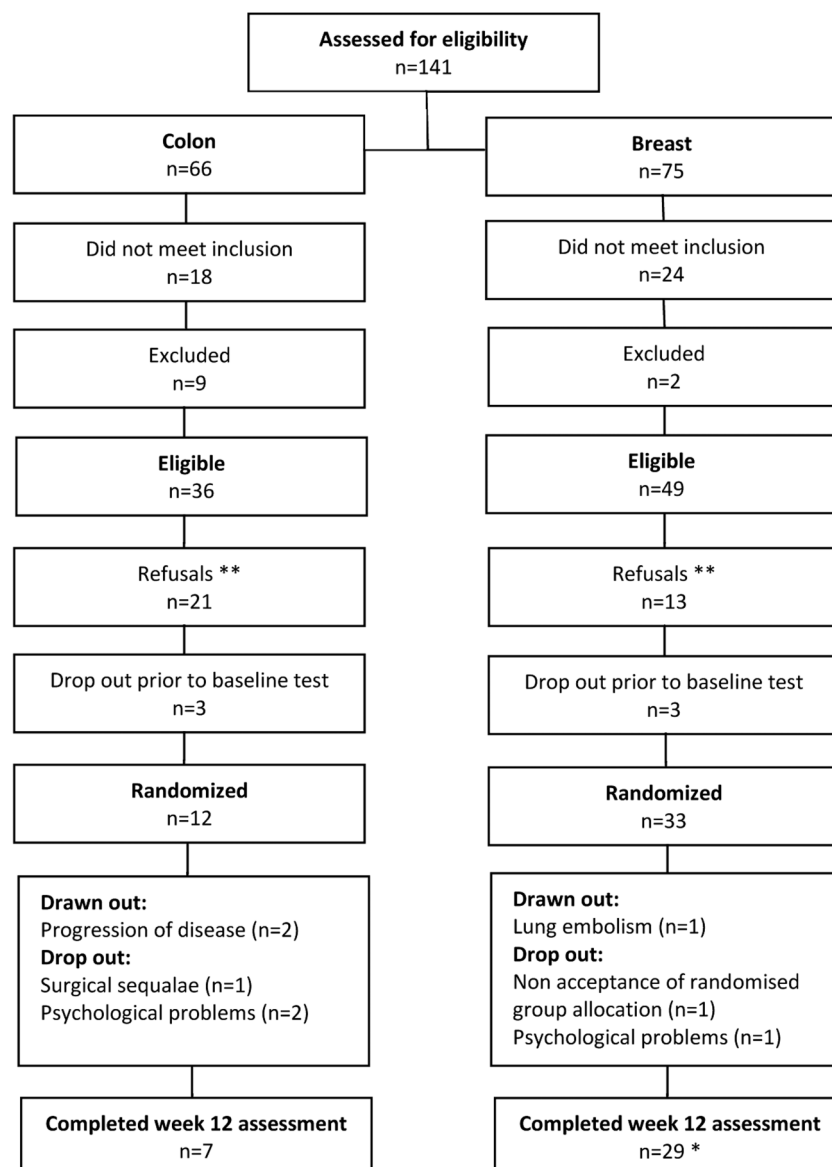 Assessed for eligibility
n=141
Colon
n=66
Breast
n=75
Did not meet inclusion
n=18
Did not meet inclusion
n=24
Excluded
n=9
Excluded
n=2
Eligible
n=36
Eligible
n=49
Refusals **
n=21
Refusals **
n=13
Drop out prior to baseline test
n=3
Drop out prior to baseline test
n=3
Randomized
n=12
Randomized
n=33
Drawn out:
Progression of disease (n=2)
Drop out:
Surgical sequalae (n=1)
Psychological problems (n=2)
Drawn out:
Lung embolism (n=1)
Drop out:
Non acceptance of randomised
group allocation (n=1)
Psychological problems (n=1)
Completed week 12 assessment
n=7
Completed week 12 assessment
n=29 *